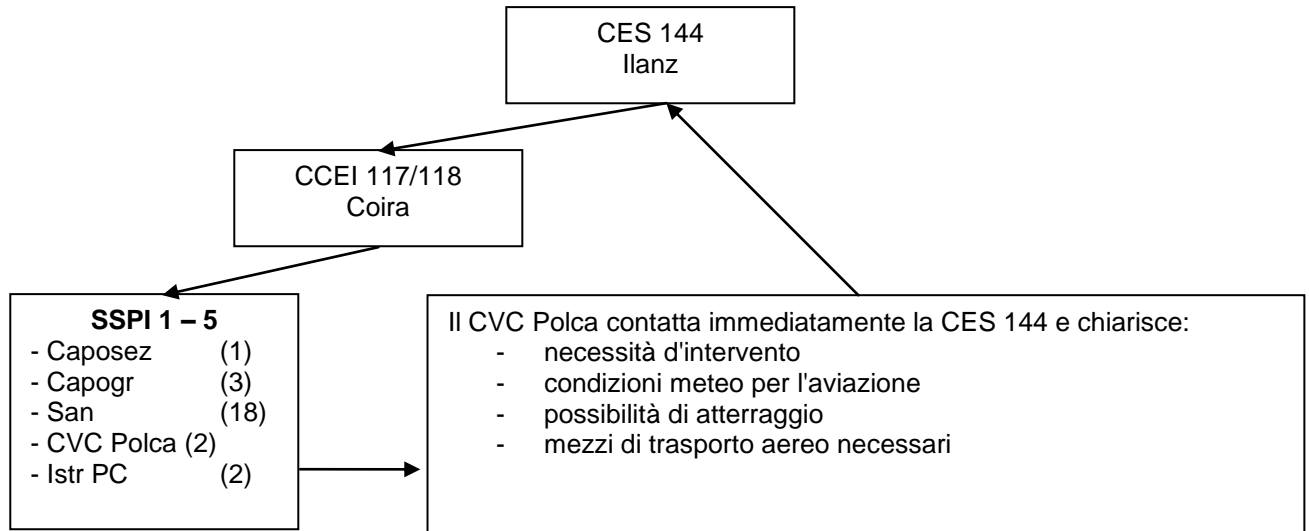 CES 144
Ilanz
CCEI 117/118
Coira
SSPI 1 – 5
- Caposez (1)
- Capogr (3)
- San (18)
- CVC Polca (2)
- Istr PC (2)
Il CVC Polca contatta immediatamente la CES 144 e chiarisce:
- necessità d'intervento
- condizioni meteo per l'aviazione
- possibilità di atterraggio
- mezzi di trasporto aereo necessari